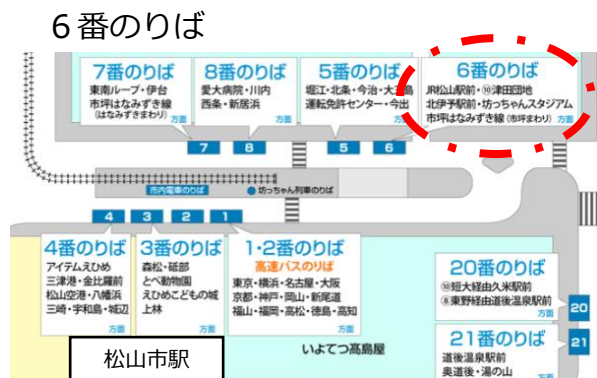 ６番のりば
7番のりば
東南ループ・伊台
市坪はなみずき線
(はなみずきまわり)
方面
8番のりば
愛大病院・川内
西条・新居浜
方面
5番のりば
堀江・北条・今治・大三島
運転免許センター・今出
方面
6番のりば
JR松山駅前・⑩津田団地
北伊予駅前・坊っちゃんスタジアム
市坪はなみずき線(市坪まわり)
方面
7
8
5
6
市内電車のりば
坊っちゃん列車のりば
4
3
2
1
4番のりば
アイテムえひめ
三津港・金比羅前
松山空港・八幡浜
三崎・宇和島・城辺
方面
3番のりば
森松・砥部
とべ動物園
えひめこどもの城
上林
方面
1・2番のりば
高速バスのりば
東京・横浜・名古屋・大阪
京都・神戸・岡山・新尾道
福山・福岡・高松・徳島・高知
方面
20番のりば
⑩短大経由久米駅前
⑧東野経由道後温泉駅前
方面
20
21番のりば
道後温泉駅前
奥道後・湯の山
方面
21
松山市駅
いよてつ髙島屋